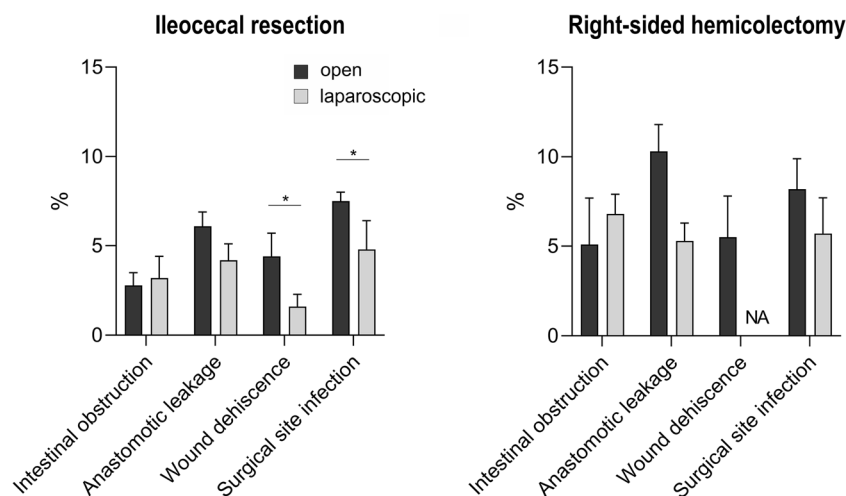 Ileocecal resection
15
10
5
0
%
open
laparoscopic
*
*
Intestinal obstruction
Anastomotic leakage
Wound dehiscence
Surgical site infection
Right-sided hemicolectomy
15
10
5
0
%
NA
Intestinal obstruction
Anastomotic leakage
Wound dehiscence
Surgical site infection